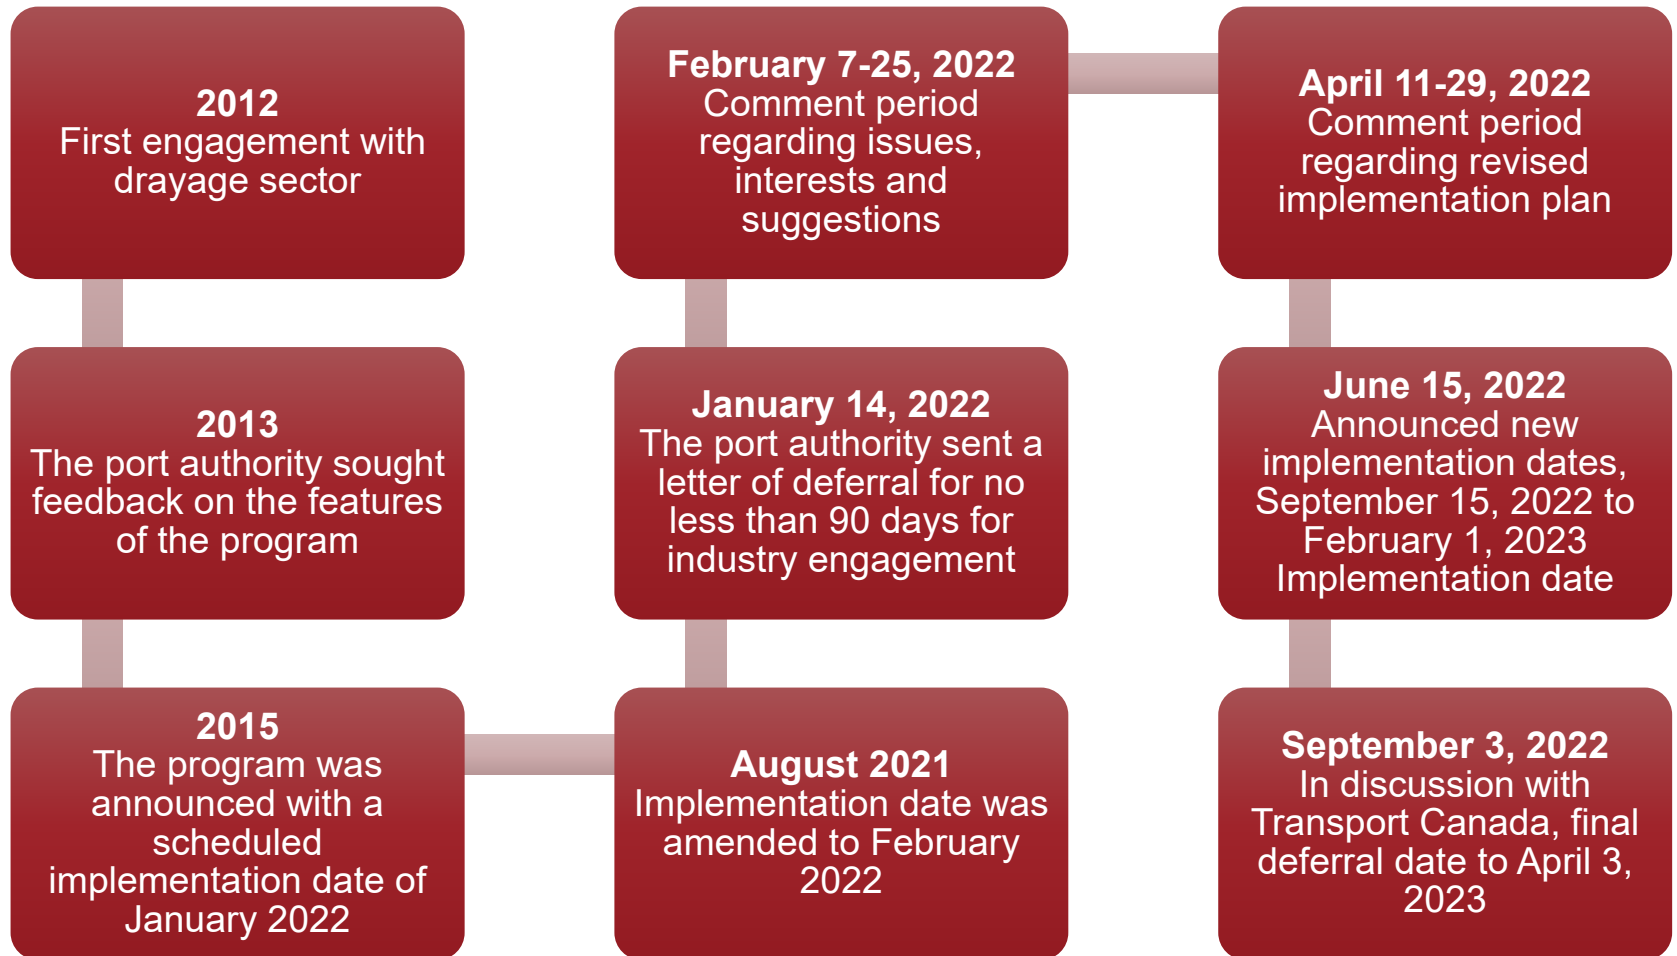 2012
First engagement with
drayage sector
2013
The port authority sought
feedback on the features
of the program
2015
The program was
announced with a
scheduled
implementation date of
January 2022
August 2021
Implementation date was
amended to February
2022
January 14, 2022
The port authority sent a
letter of deferral for no
less than 90 days for
industry engagement
February 7-25, 2022
Comment period
regarding issues,
interests and
suggestions
April 11-29, 2022
Comment period
regarding revised
implementation plan
June 15, 2022
Announced new
implementation dates,
September 15, 2022 to
February 1, 2023
Implementation date
September 3, 2022
In discussion with
Transport Canada, final
deferral date to April 3,
2023